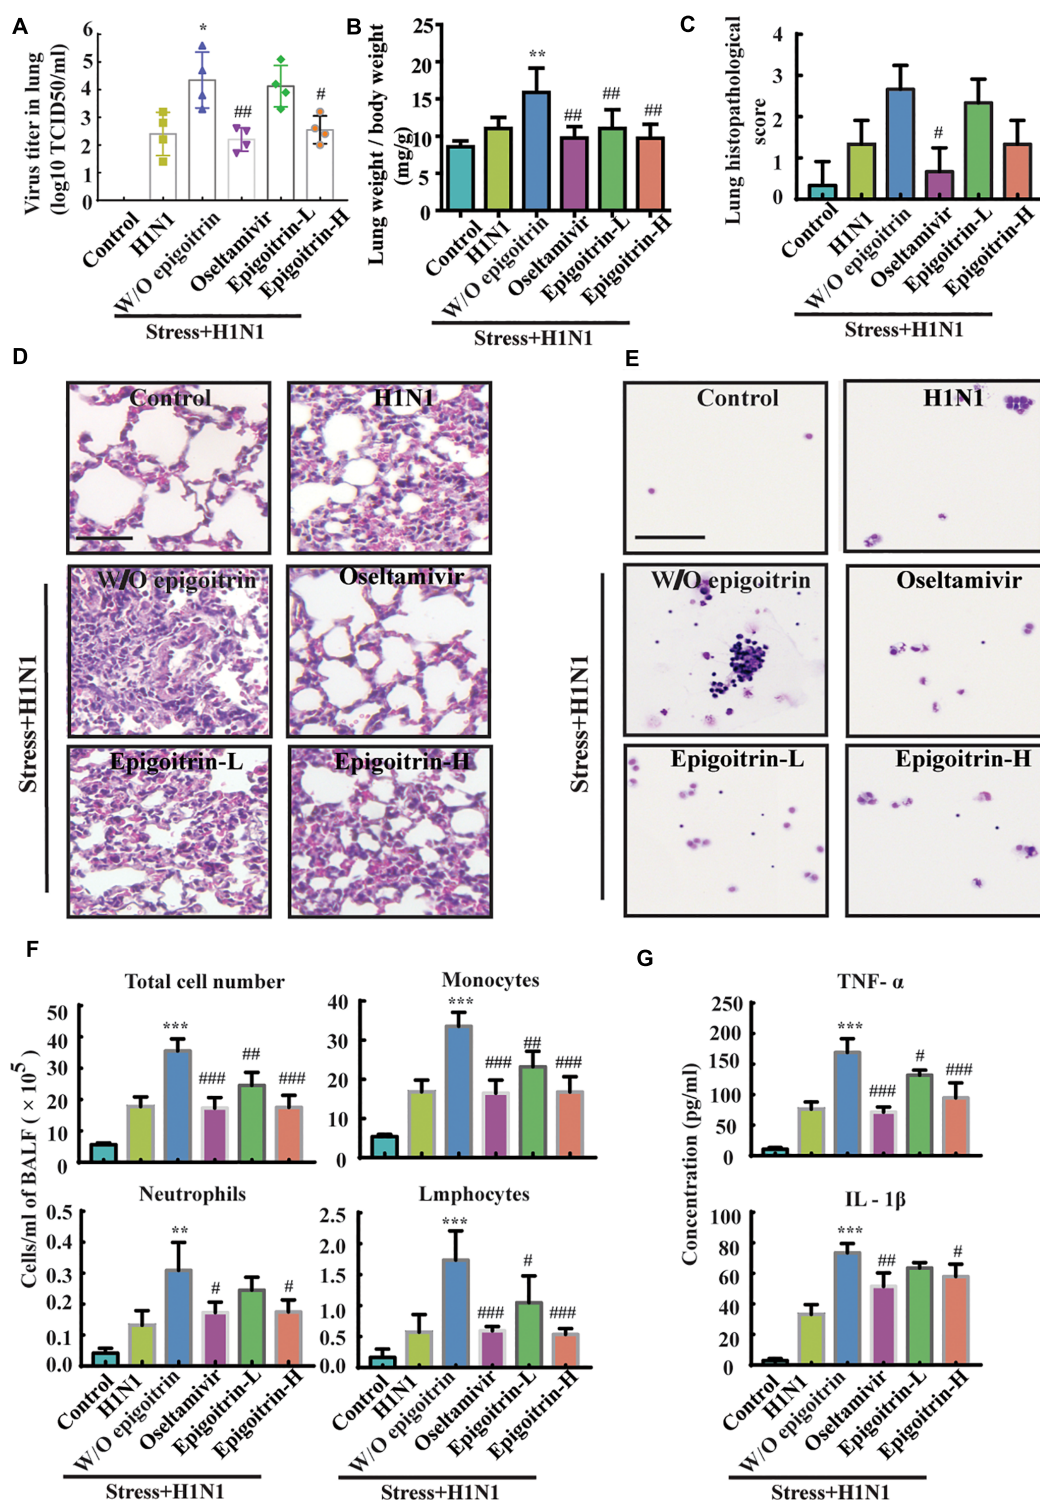 A
Virus titer in lung
(log10 TCID50/ml)
6
5
4
3
2
1
0
*
##
#
Control
H1N1
W/O epigoitrin
Oseltamivir
Epigoitrin-L
Epigoitrin-H
Stress+H1N1
B
Lung weight / body weight
(mg/g)
25
20
15
10
5
0
**
##
##
##
Control
H1N1
W/O epigoitrin
Oseltamivir
Epigoitrin-L
Epigoitrin-H
Stress+H1N1
C
Lung histopathological
score
4
3
2
1
0
#
Control
H1N1
W/O epigoitrin
Oseltamivir
Epigoitrin-L
Epigoitrin-H
Stress+H1N1
D
Control
H1N1
Stress+H1N1
W/O epigoitrin
Oseltamivir
Epigoitrin-L
Epigoitrin-H
E
Control
H1N1
Stress+H1N1
W/O epigoitrin
Oseltamivir
Epigoitrin-L
Epigoitrin-H
F
Cells/ml of BALF ( × 10⁵ )
Total cell number
50
40
30
20
10
0
***
###
##
###
Monocytes
40
30
20
10
0
***
###
##
###
Neutrophils
0.5
0.4
0.3
0.2
0.1
0.0
**
#
#
Control
H1N1
W/O epigoitrin
Oseltamivir
Epigoitrin-L
Epigoitrin-H
Stress+H1N1
Lmphocytes
2.5
2.0
1.5
1.0
0.5
0.0
***
###
#
###
Control
H1N1
W/O epigoitrin
Oseltamivir
Epigoitrin-L
Epigoitrin-H
Stress+H1N1
G
Concentration (pg/ml)
TNF- α
250
200
150
100
50
0
***
###
#
###
IL - 1β
100
80
60
40
20
0
***
##
#
Control
H1N1
W/O epigoitrin
Oseltamivir
Epigoitrin-L
Epigoitrin-H
Stress+H1N1